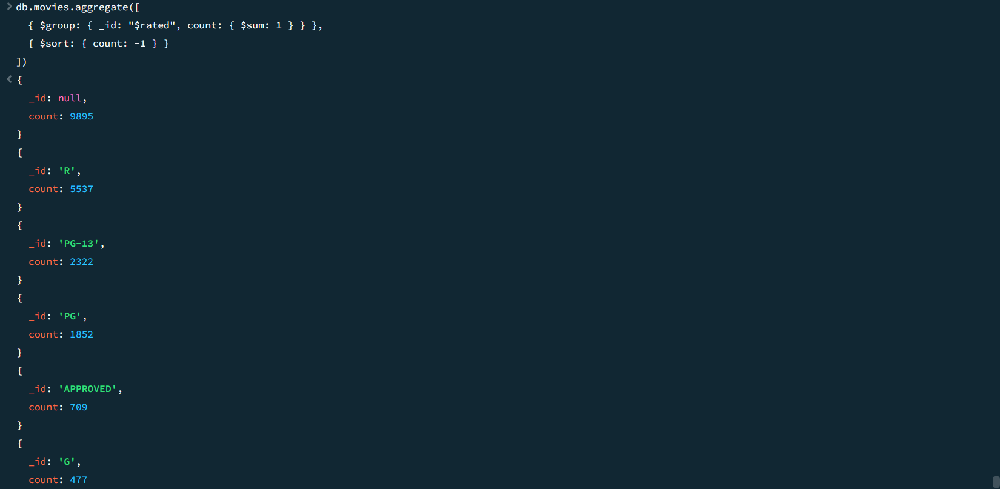 > db.movies.aggregate([
{ $group: { _id: "$rated", count: { $sum: 1 } } },
{ $sort: { count: -1 } }
])
< {
_id: null,
count: 9895
}
{
_id: 'R',
count: 5537
}
{
_id: 'PG-13',
count: 2322
}
{
_id: 'PG',
count: 1852
}
{
_id: 'APPROVED',
count: 709
}
{
_id: 'G',
count: 477